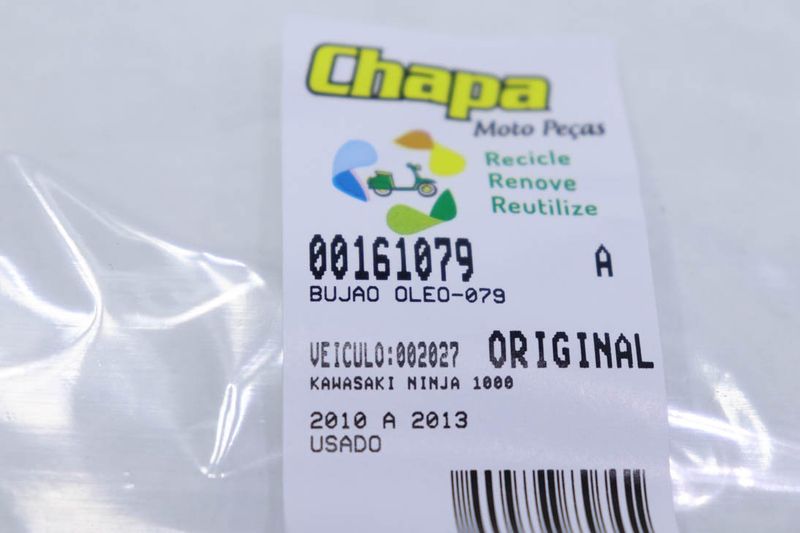 Chapa
Moto Peças
Recicle
Renove
Reutilize
00161079 A
BUJAO OLEO-079
VEICULO:002027 ORIGINAL
KAWASAKI NINJA 1000
2010 A 2013
USADO